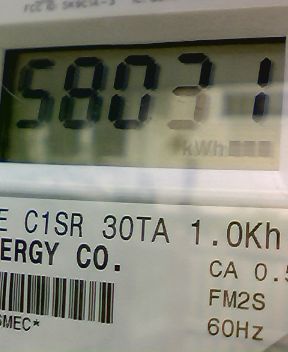 58031
kWh
E C1SR 30TA 1.0Kh
ERGY CO.
CA 0.5
FM2S
SMEC*
60Hz